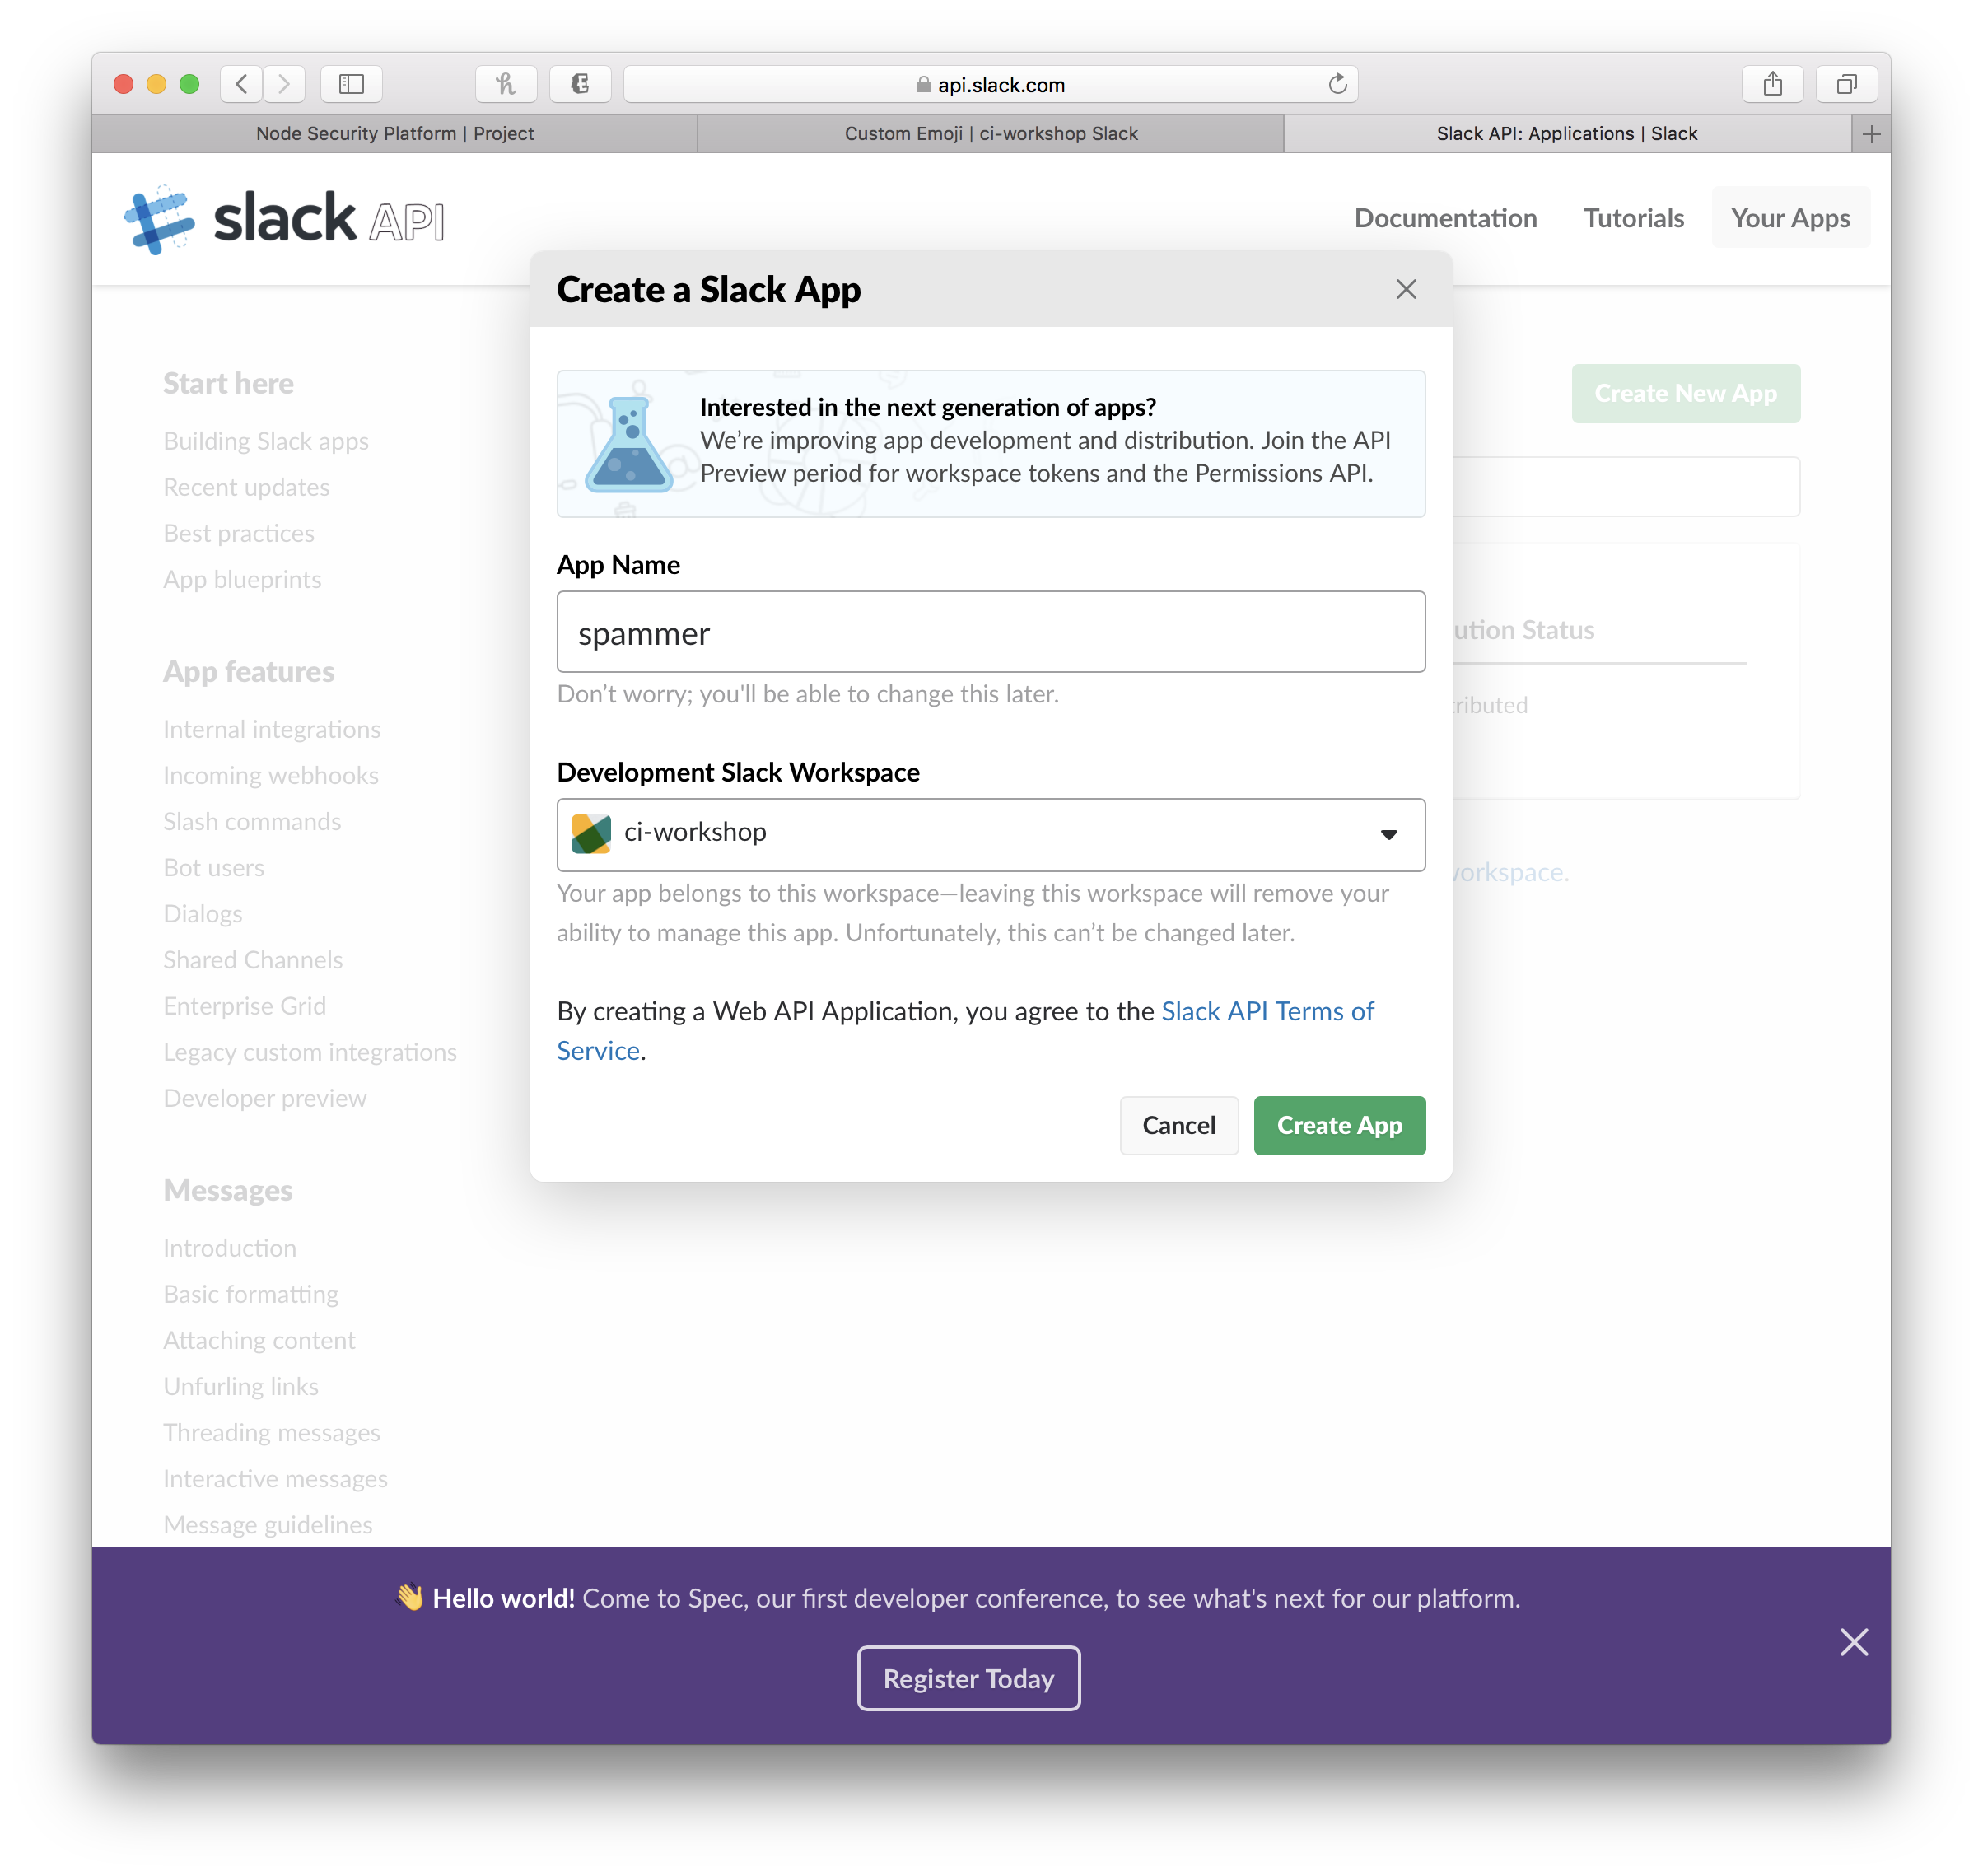 api.slack.com
Node Security Platform | Project
Custom Emoji | ci-workshop Slack
Slack API: Applications | Slack
slack API
Documentation
Tutorials
Your Apps
Create a Slack App
Interested in the next generation of apps?
We’re improving app development and distribution. Join the API
Preview period for workspace tokens and the Permissions API.
App Name
spammer
Don’t worry; you'll be able to change this later.
Development Slack Workspace
ci-workshop
Your app belongs to this workspace—leaving this workspace will remove your
ability to manage this app. Unfortunately, this can’t be changed later.
By creating a Web API Application, you agree to the Slack API Terms of
Service.
Cancel
Create App
Start here
Building Slack apps
Recent updates
Best practices
App blueprints
App features
Internal integrations
Incoming webhooks
Slash commands
Bot users
Dialogs
Shared Channels
Enterprise Grid
Legacy custom integrations
Developer preview
Messages
Introduction
Basic formatting
Attaching content
Unfurling links
Threading messages
Interactive messages
Message guidelines
Create New App
Status
Hello world! Come to Spec, our first developer conference, to see what's next for our platform.
Register Today